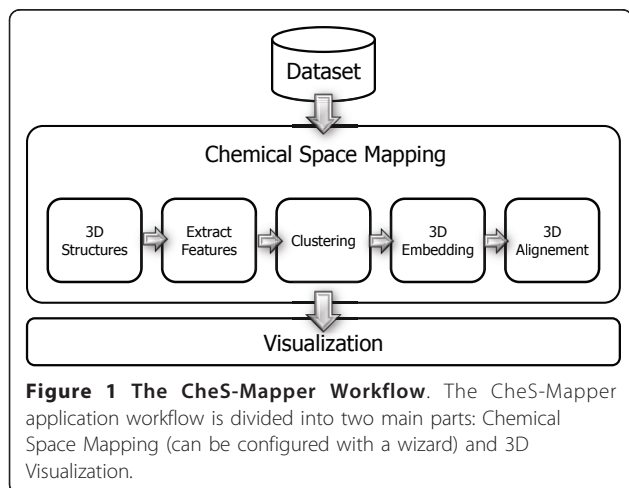 Dataset
Chemical Space Mapping
3D
Structures
Extract
Features
Clustering
3D
Embedding
3D
Alignement
Visualization
Figure 1 The CheS-Mapper Workflow. The CheS-Mapper
application workflow is divided into two main parts: Chemical
Space Mapping (can be configured with a wizard) and 3D
Visualization.